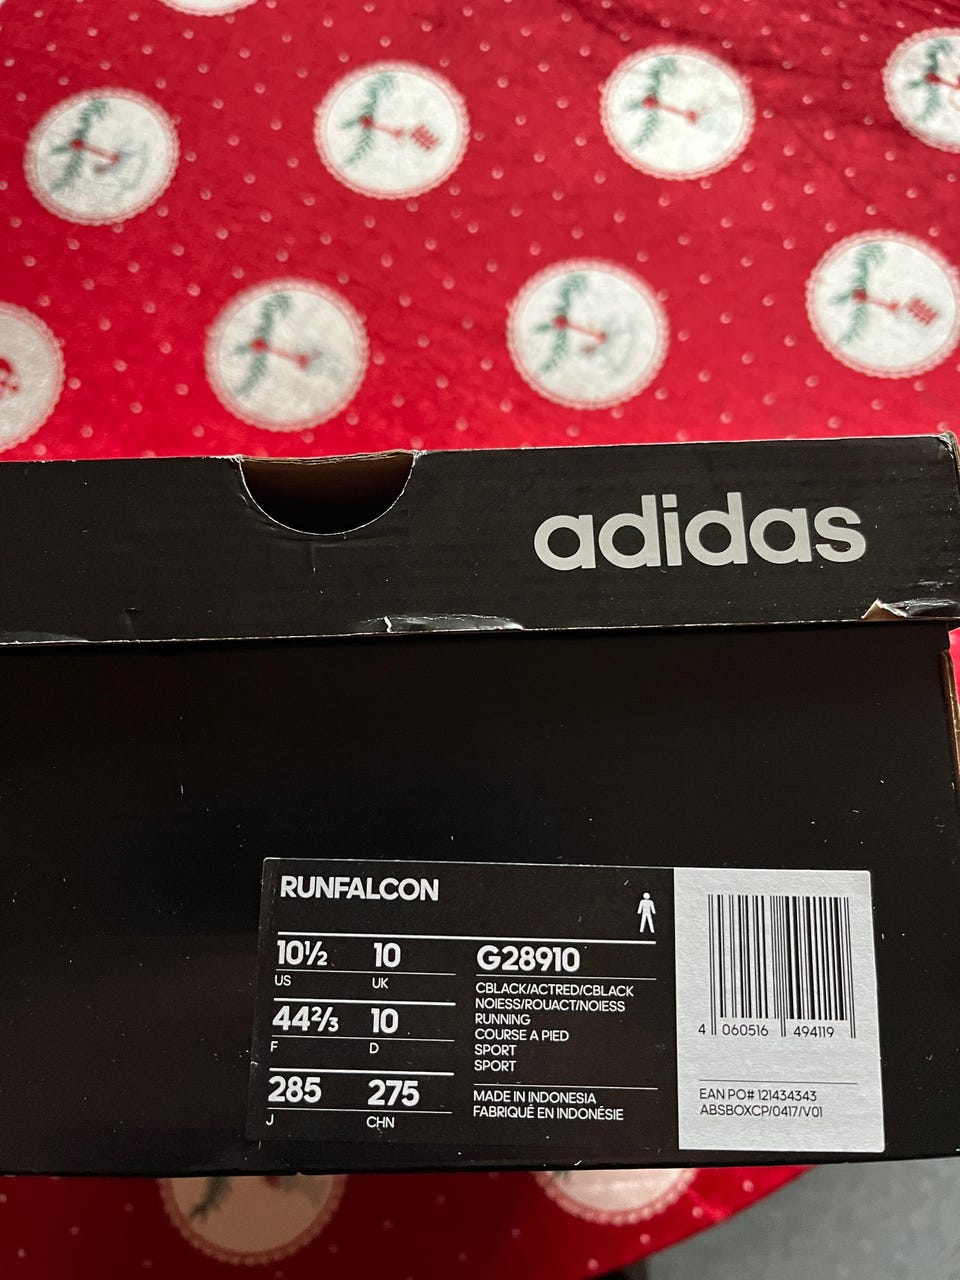 adidas
RUNFALCON
10½ 10
US UK
44⅔ 10
F D
285 275
J CHN
G28910
CBLACK/ACTRED/CBLACK
NOIESS/ROUACT/NOIESS
RUNNING
COURSE A PIED
SPORT
SPORT
MADE IN INDONESIA
FABRIQUÉ EN INDONÉSIE
4 060516 494119
EAN PO# 121434343
ABSBOXCP/0417/V01